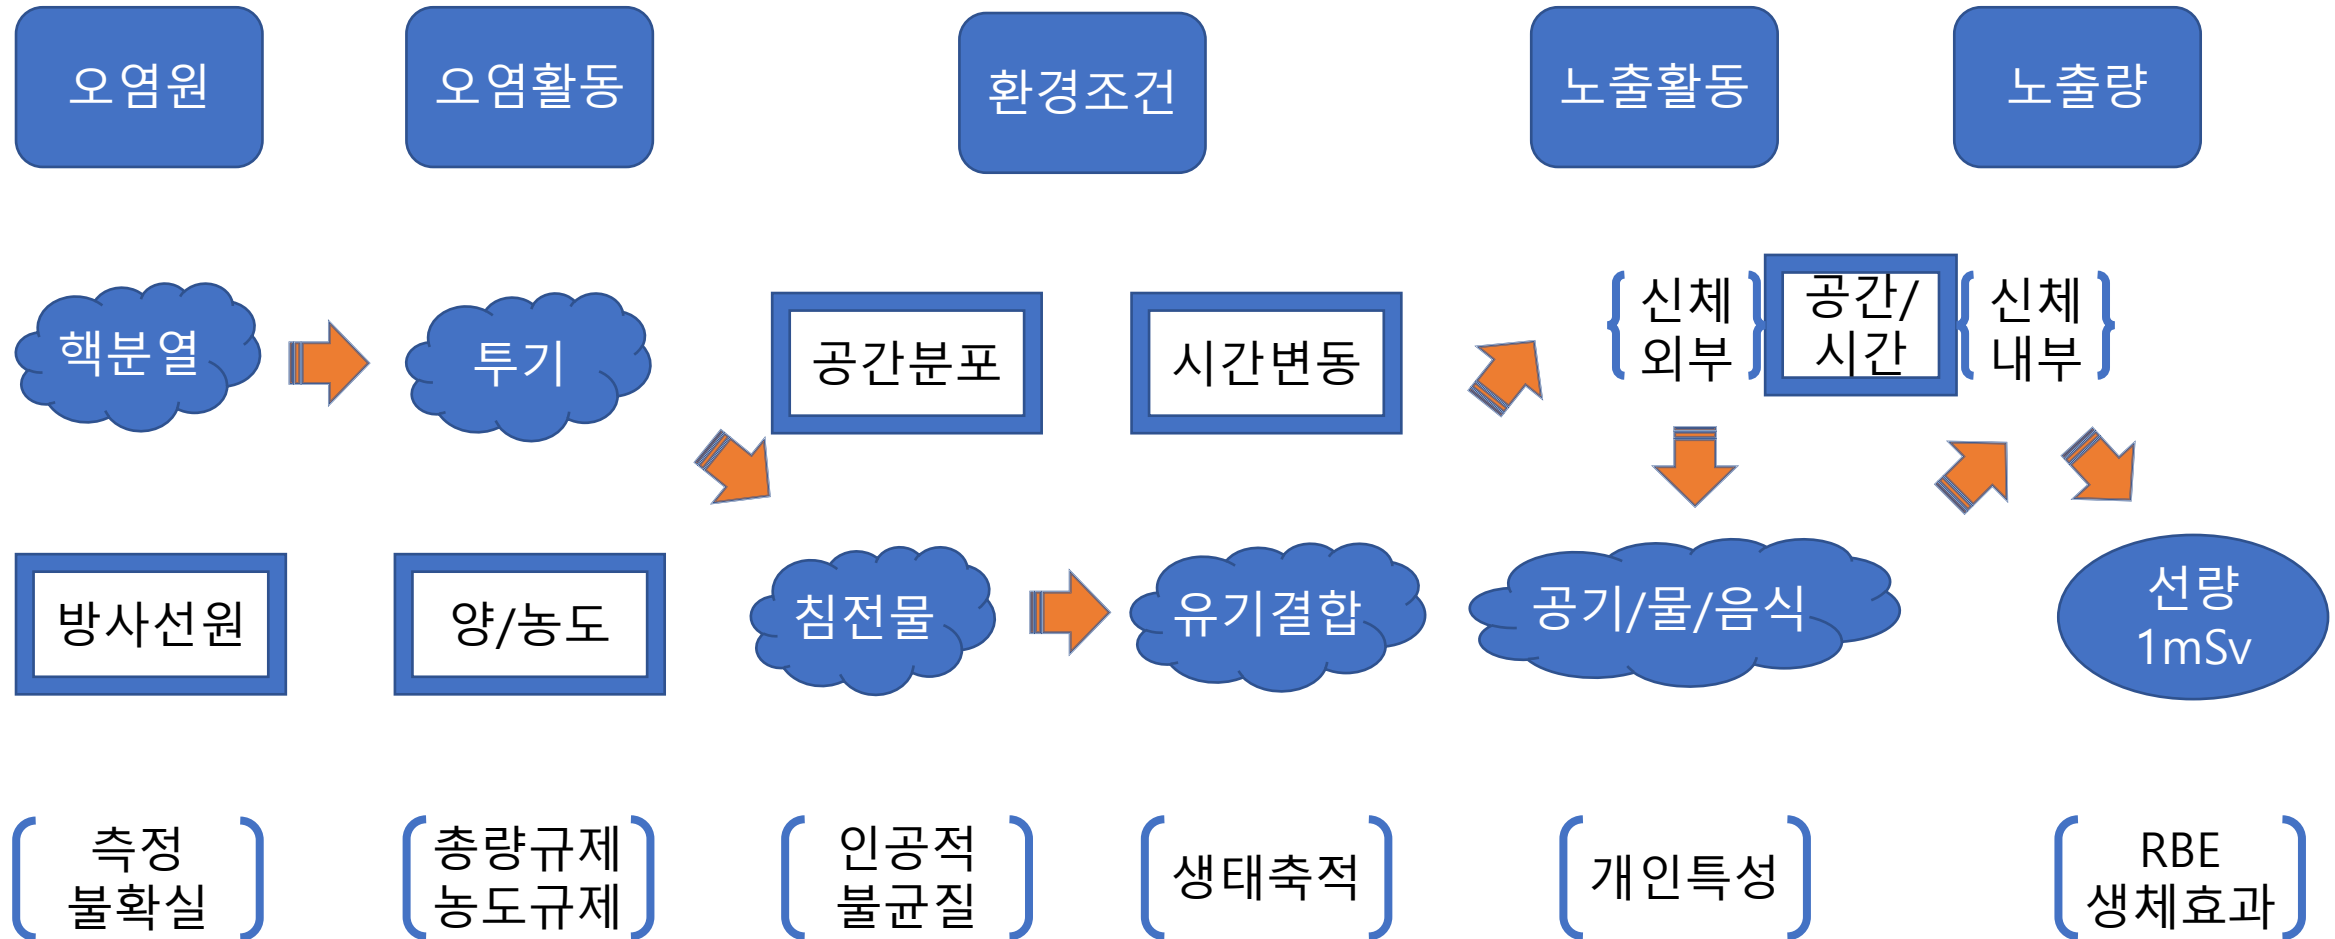 오염원
오염활동
환경조건
노출활동
노출량
핵분열
투기
공간분포
시간변동
신체
외부
공간/
시간
신체
내부
방사선원
양/농도
침전물
유기결합
공기/물/음식
선량
1mSv
측정
불확실
총량규제
농도규제
인공적
불균질
생태축적
개인특성
RBE
생체효과